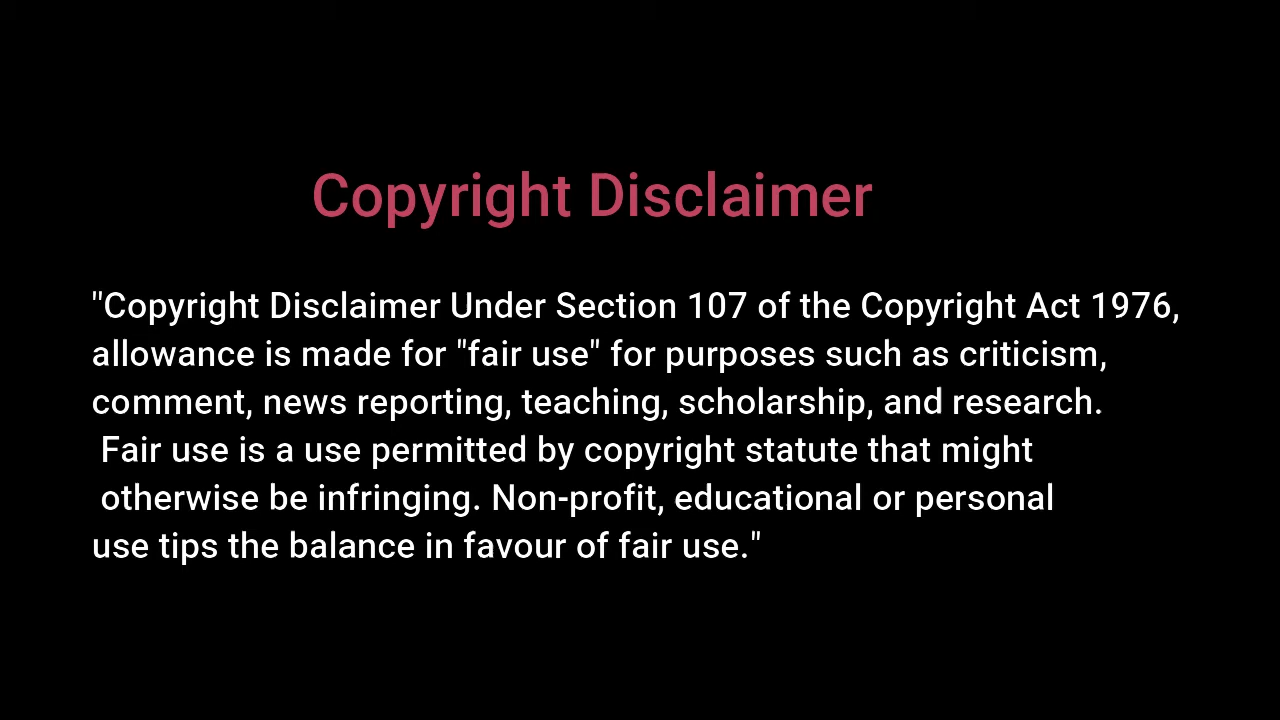 Copyright Disclaimer
"Copyright Disclaimer Under Section 107 of the Copyright Act 1976,
allowance is made for "fair use" for purposes such as criticism,
comment, news reporting, teaching, scholarship, and research.
Fair use is a use permitted by copyright statute that might
otherwise be infringing. Non-profit, educational or personal
use tips the balance in favour of fair use."